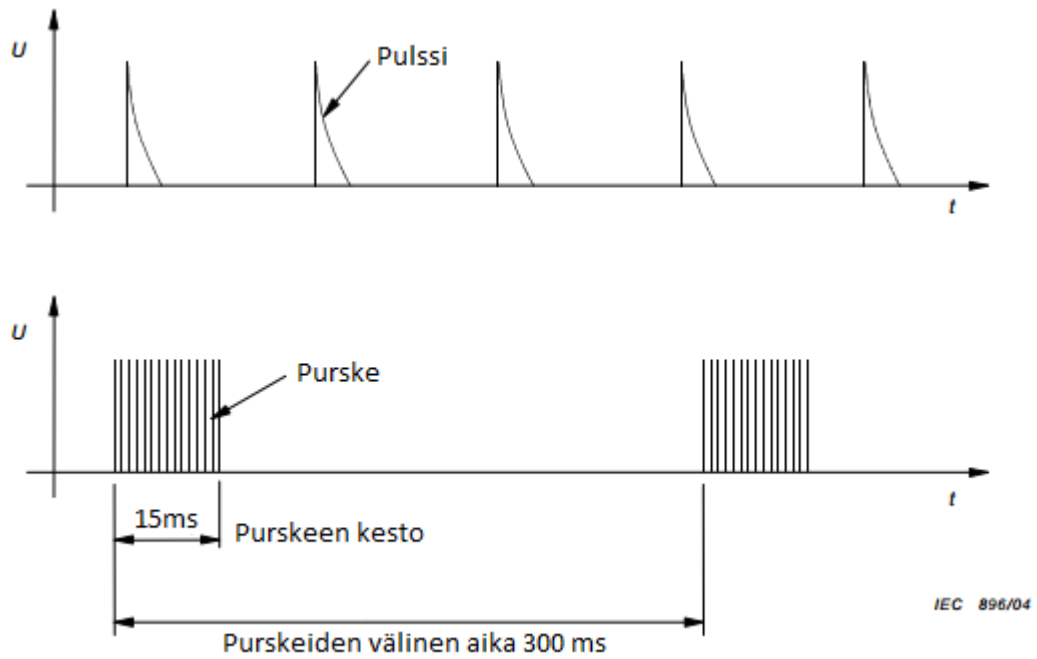 U
Pulssi
t
U
Purske
t
15ms
Purskeen kesto
IEC 896/04
Purskeiden välinen aika 300 ms